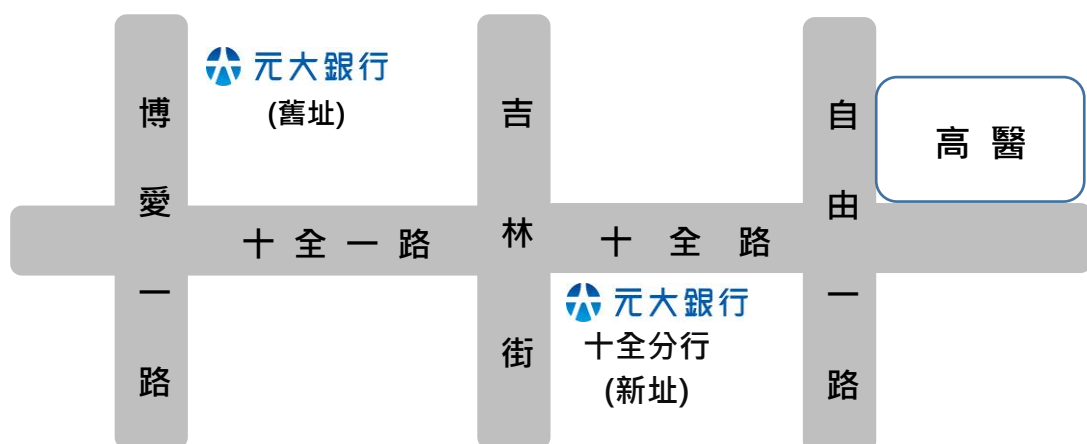 博愛一路
元大銀行
(舊址)
吉林街
自由一路
高醫
十全一路
十全路
元大銀行
十全分行
(新址)